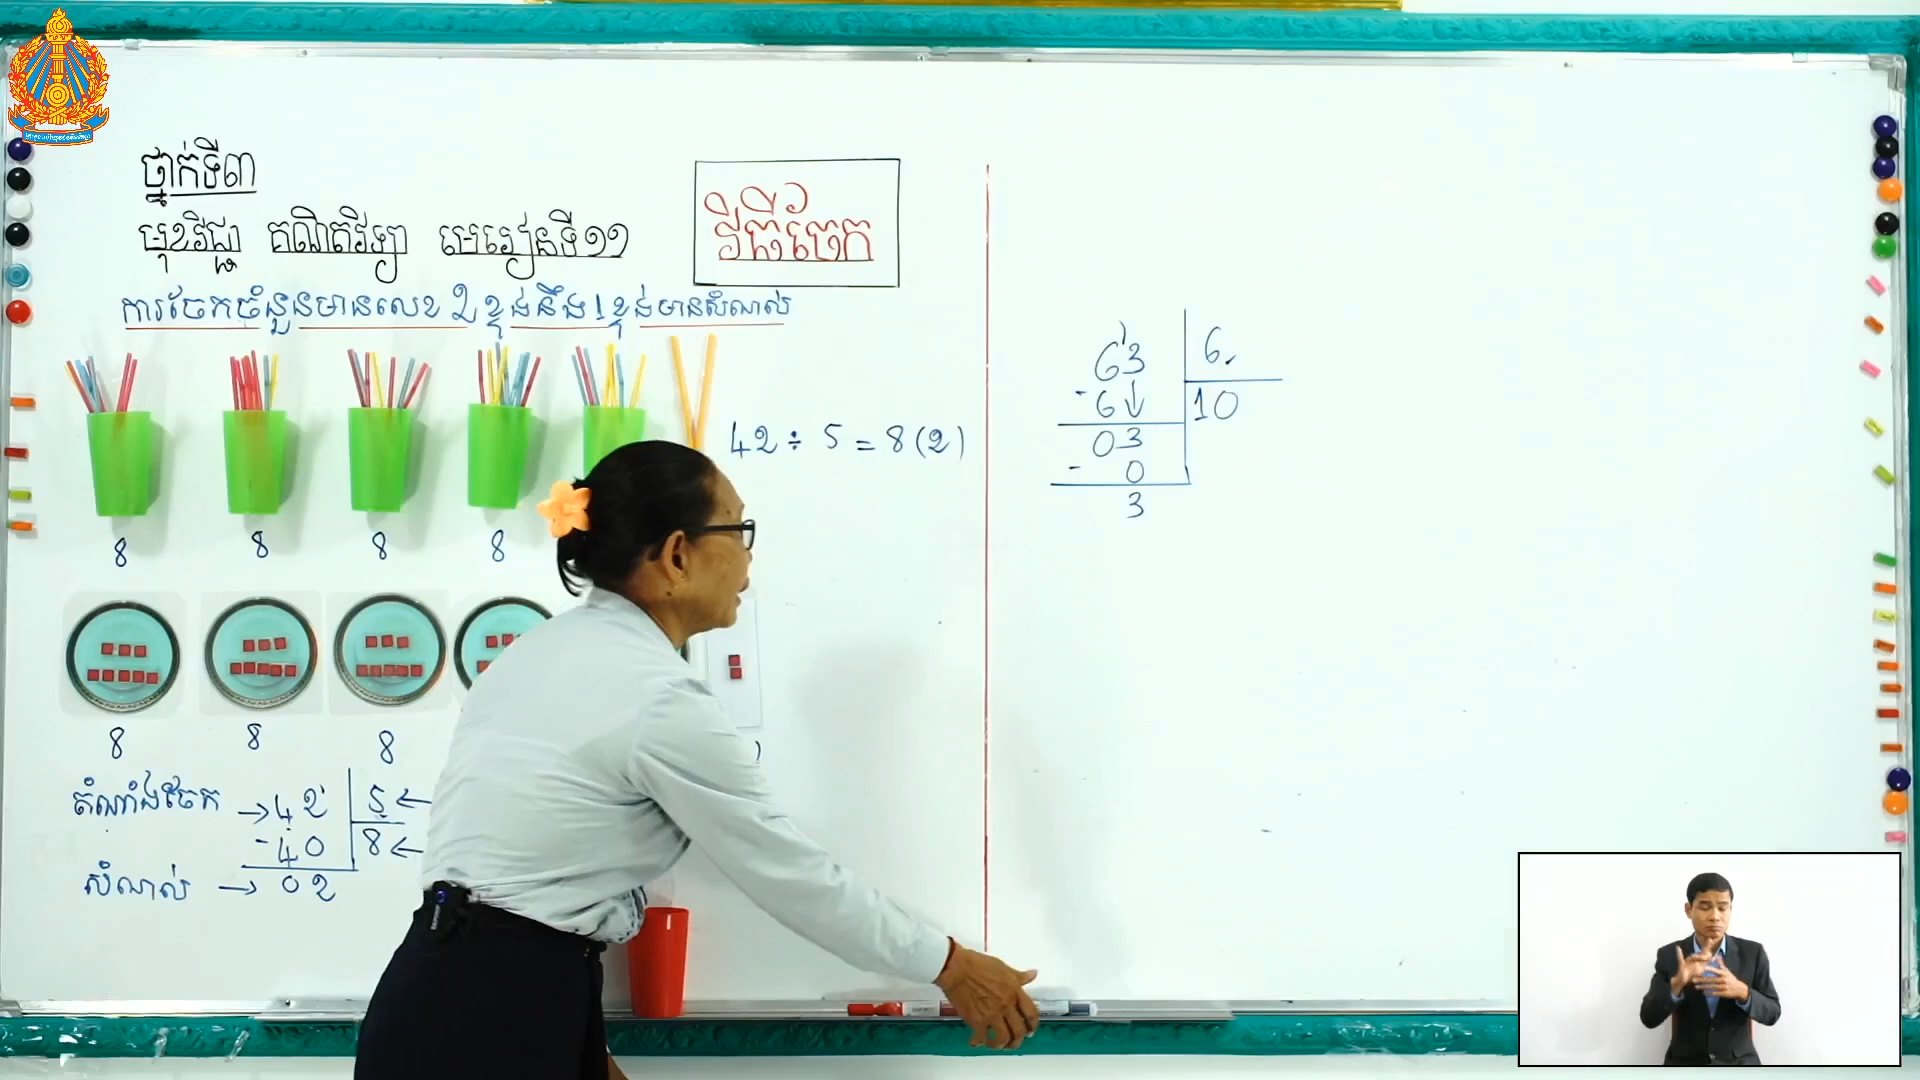 ថ្នាក់ទី៣
មុខវិជ្ជា គណិតវិទ្យា មេរៀនទី១១
វិធីចែក
ការចែកចំនួនមានលេខ 2 ខ្ទង់នឹង 1 ខ្ទង់មានសំណល់
42 ÷ 5 = 8 (2)
8 8 8 8
8 8 8
តំណាំងចែក → 42 5 ←
- 40 8 ←
សំណល់ → 02
63 6
- 6 ↓ 10
03
- 0
3